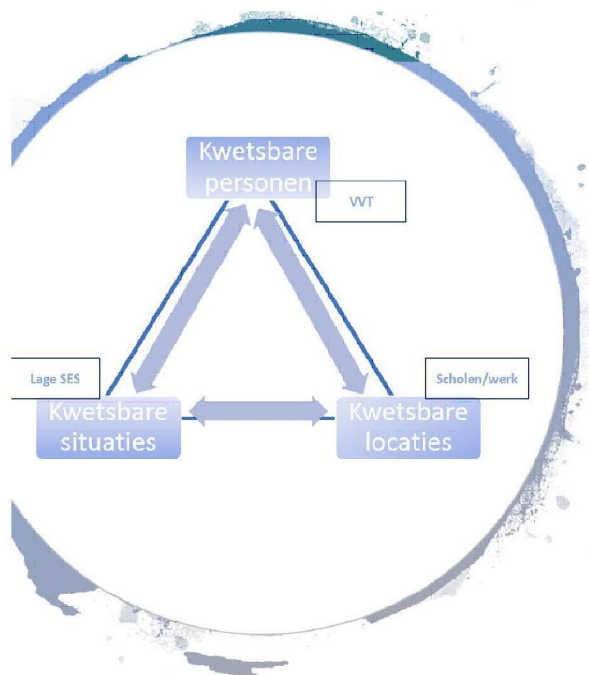 Kwetsbare
personen
VVT
Lage SES
Scholen/werk
Kwetsbare
situaties
Kwetsbare
locaties